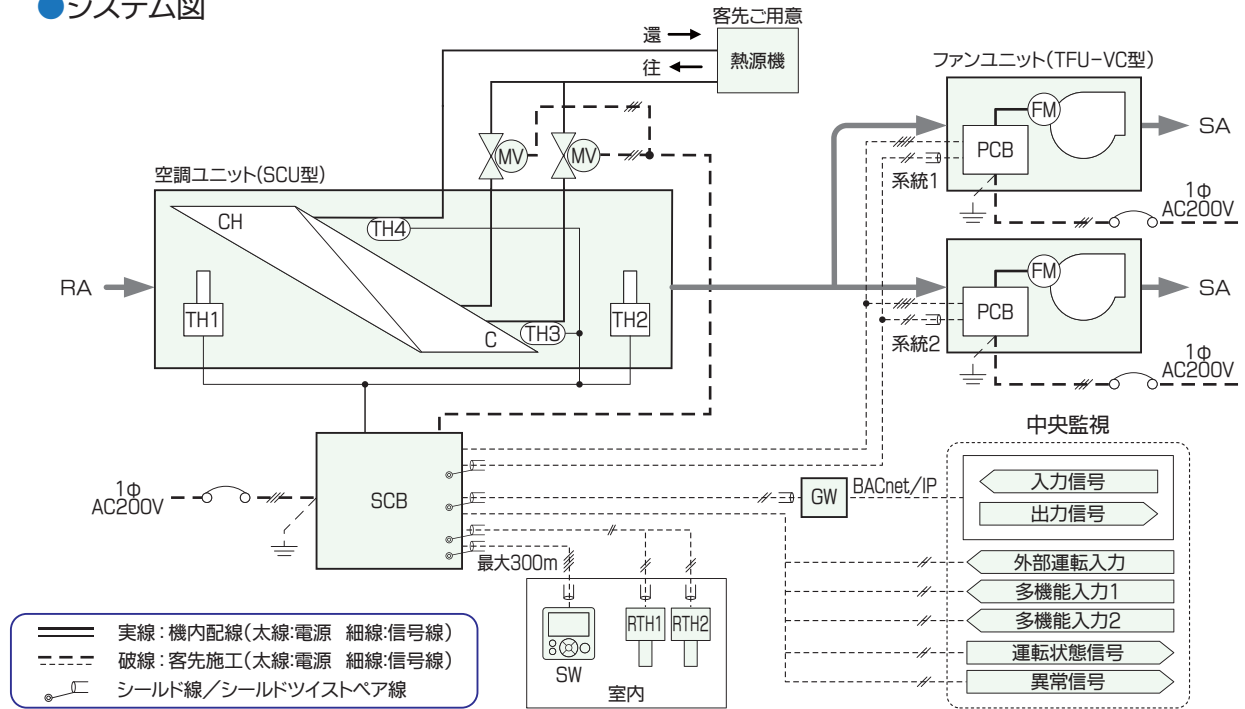 ●システム図
客先ご用意
還
往
熱源機
ファンユニット(TFU-VC型)
FM
PCB
SA
系統1
1φ
AC200V
MV
MV
空調ユニット(SCU型)
CH
TH4
RA
TH1
C
TH3
TH2
FM
PCB
SA
系統2
1φ
AC200V
中央監視
1φ
AC200V
SCB
GW
BACnet/IP
入力信号
出力信号
最大300m
外部運転入力
多機能入力1
多機能入力2
運転状態信号
異常信号
RTH1
RTH2
SW
室内
実線:機内配線(太線:電源 細線:信号線)
破線:客先施工(太線:電源 細線:信号線)
シールド線/シールドツイストペア線